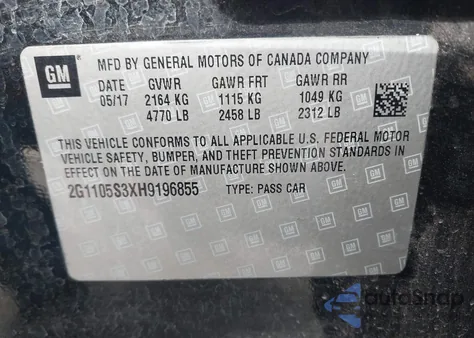 GM
MFD BY GENERAL MOTORS OF CANADA COMPANY
DATE GVWR GAWR FRT GAWR RR
05/17 2164 KG 1115 KG 1049 KG
4770 LB 2458 LB 2312 LB
THIS VEHICLE CONFORMS TO ALL APPLICABLE U.S. FEDERAL MOTOR
VEHICLE SAFETY, BUMPER, AND THEFT PREVENTION STANDARDS IN
EFFECT ON THE DATE OF MANUFACTURE SHOWN ABOVE.
2G1105S3XH9196855 TYPE: PASS CAR
autoSnap